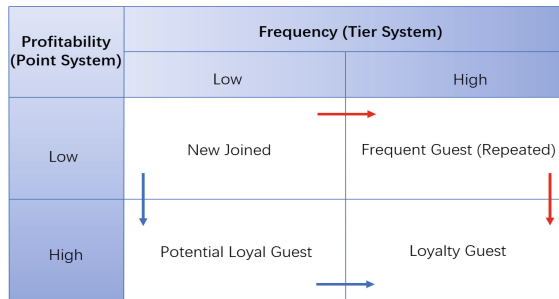 Profitability
(Point System)
Frequency (Tier System)
Low
High
Low
New Joined
Frequent Guest (Repeated)
High
Potential Loyal Guest
Loyalty Guest